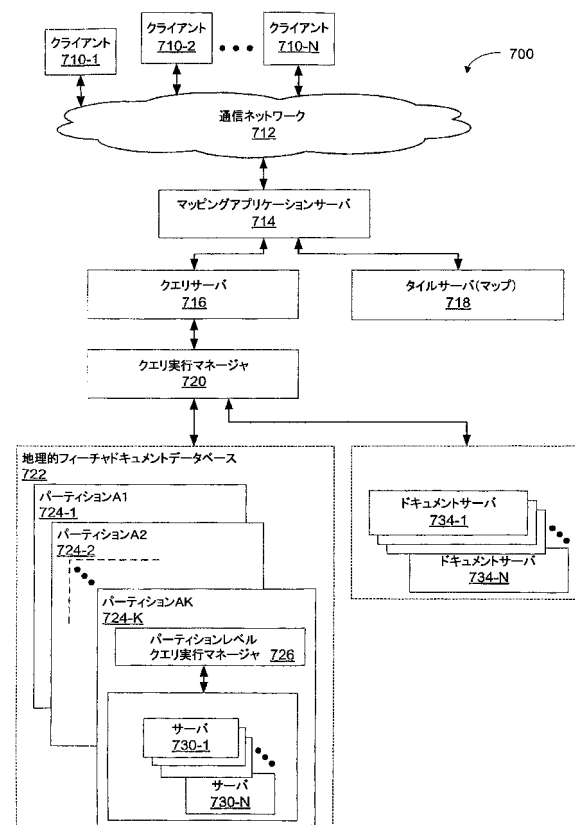 クライアント
710-1
クライアント
710-2
クライアント
710-N
700
通信ネットワーク
712
マッピングアプリケーションサーバ
714
クエリサーバ
716
タイルサーバ(マップ)
718
クエリ実行マネージャ
720
地理的フィーチャドキュメントデータベース
722
パーティションA1
724-1
パーティションA2
724-2
パーティションAK
724-K
パーティションレベル
クエリ実行マネージャ 726
サーバ
730-1
サーバ
730-N
ドキュメントサーバ
734-1
ドキュメントサーバ
734-N